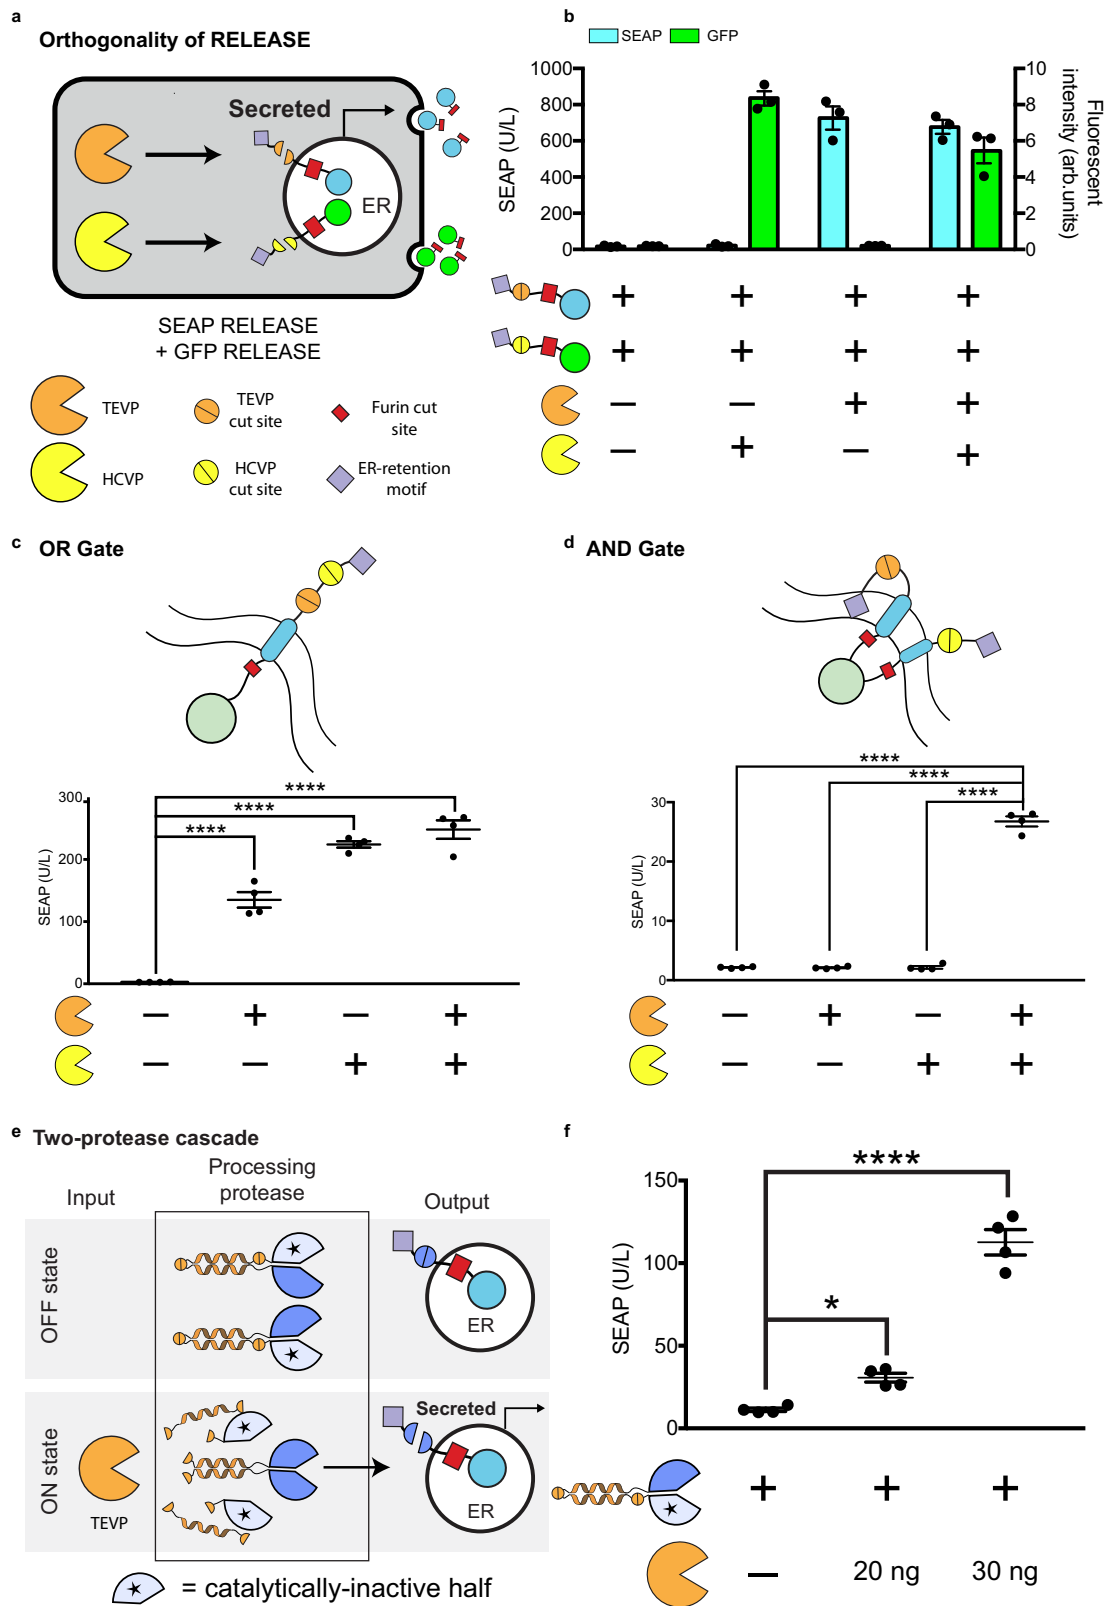 a
Orthogonality of RELEASE
Secreted
ER
SEAP RELEASE
+ GFP RELEASE
TEVP
TEVP
cut site
Furin cut
site
HCVP
HCVP
cut site
ER-retention
motif
b
SEAP
GFP
1000
800
600
400
200
0
SEAP (U/L)
10
8
6
4
2
0
Fluorescent
intensity (arb.units)
+ + + +
+ + + +
— — + +
— + — +
c
OR Gate
****
****
****
300
200
100
0
SEAP (U/L)
— + — +
— — + +
d
AND Gate
****
****
****
30
20
10
0
SEAP (U/L)
— + — +
— — + +
e
Two-protease cascade
Input
Processing
protease
Output
OFF state
ER
ON state
TEVP
Secreted
ER
= catalytically-inactive half
f
****
*
150
100
50
0
SEAP (U/L)
+ + +
— 20 ng 30 ng